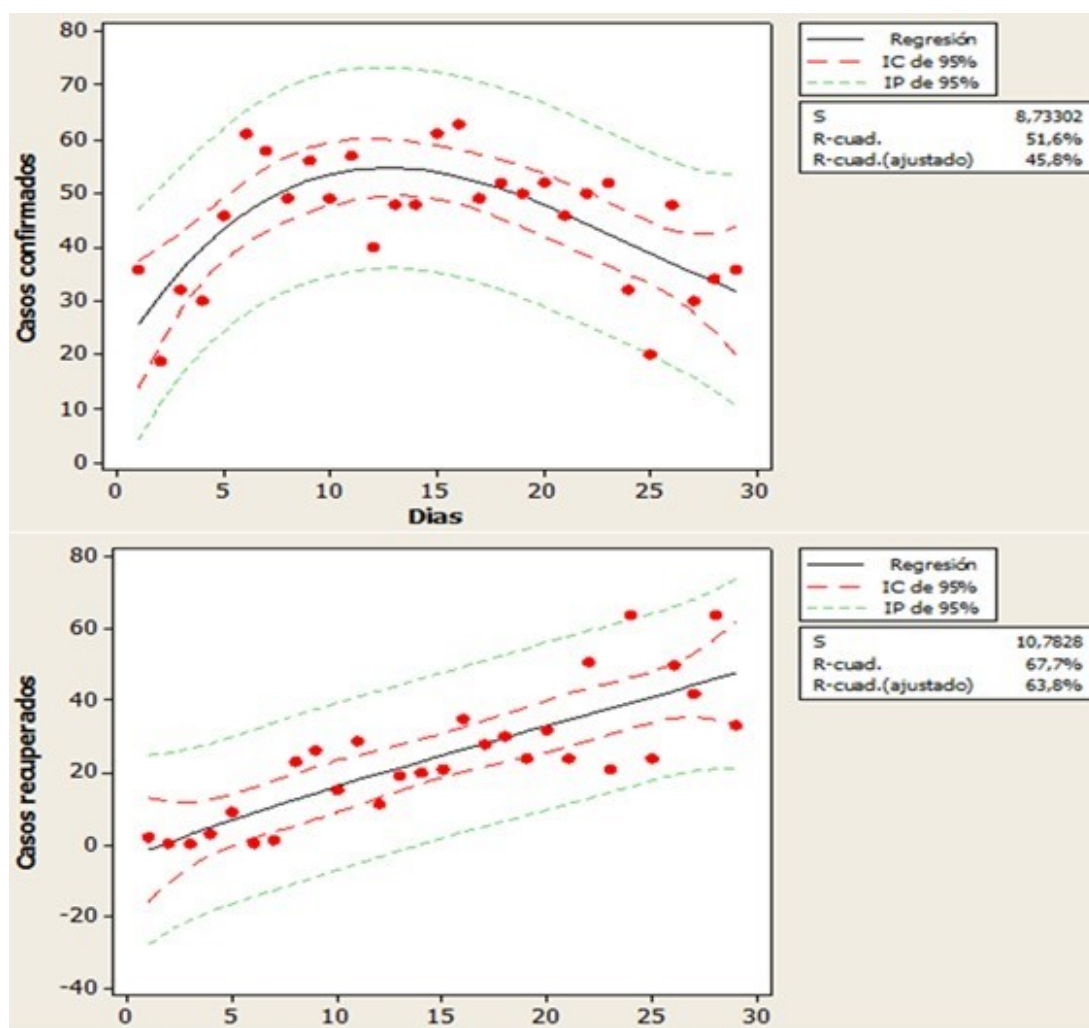 80
70
60
50
40
30
20
10
0
Casos confirmados
0 5 10 15 20 25 30
Dias
Regresión
IC de 95%
IP de 95%
S 8,73302
R-cuad. 51,6%
R-cuad.(ajustado) 45,8%
80
60
40
20
0
-20
-40
Casos recuperados
0 5 10 15 20 25 30
Regresión
IC de 95%
IP de 95%
S 10,7828
R-cuad. 67,7%
R-cuad.(ajustado) 63,8%